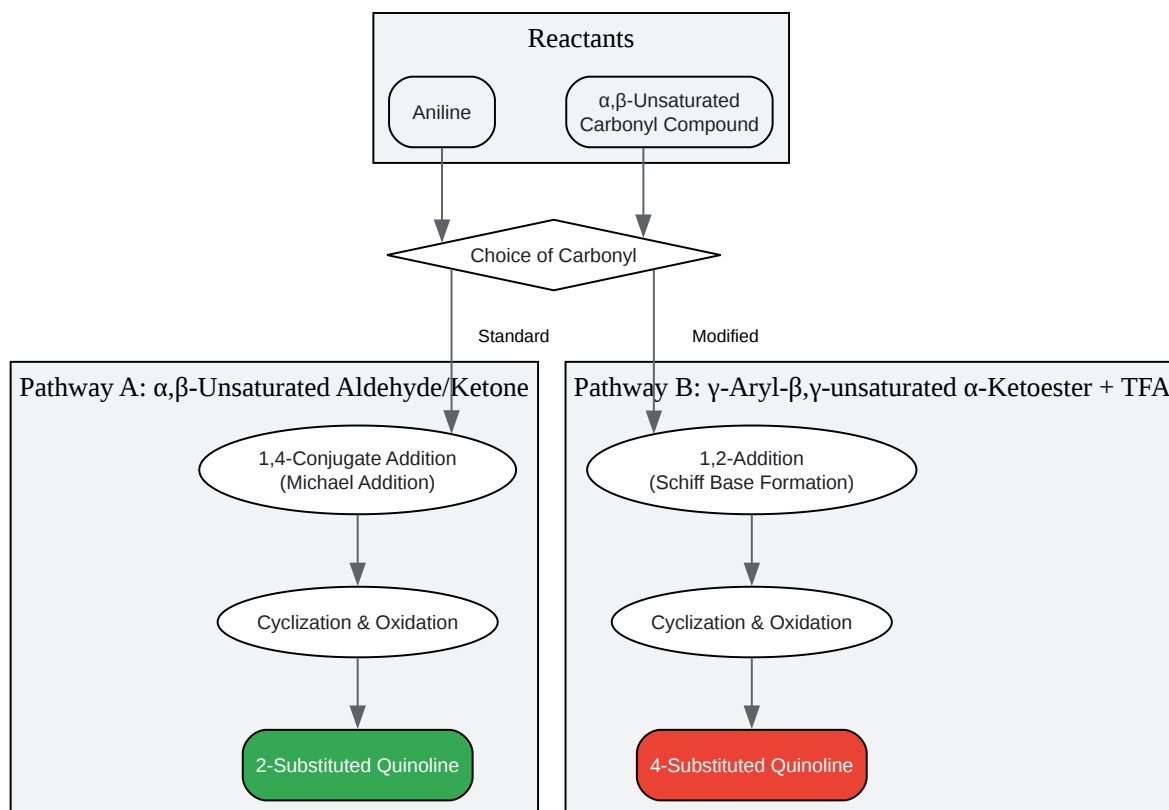 Reactants
Aniline
α,β-Unsaturated
Carbonyl Compound
Choice of Carbonyl
Standard
Modified
Pathway A: α,β-Unsaturated Aldehyde/Ketone
Pathway B: γ-Aryl-β,γ-unsaturated α-Ketoester + TFA
1,4-Conjugate Addition
(Michael Addition)
1,2-Addition
(Schiff Base Formation)
Cyclization & Oxidation
Cyclization & Oxidation
2-Substituted Quinoline
4-Substituted Quinoline